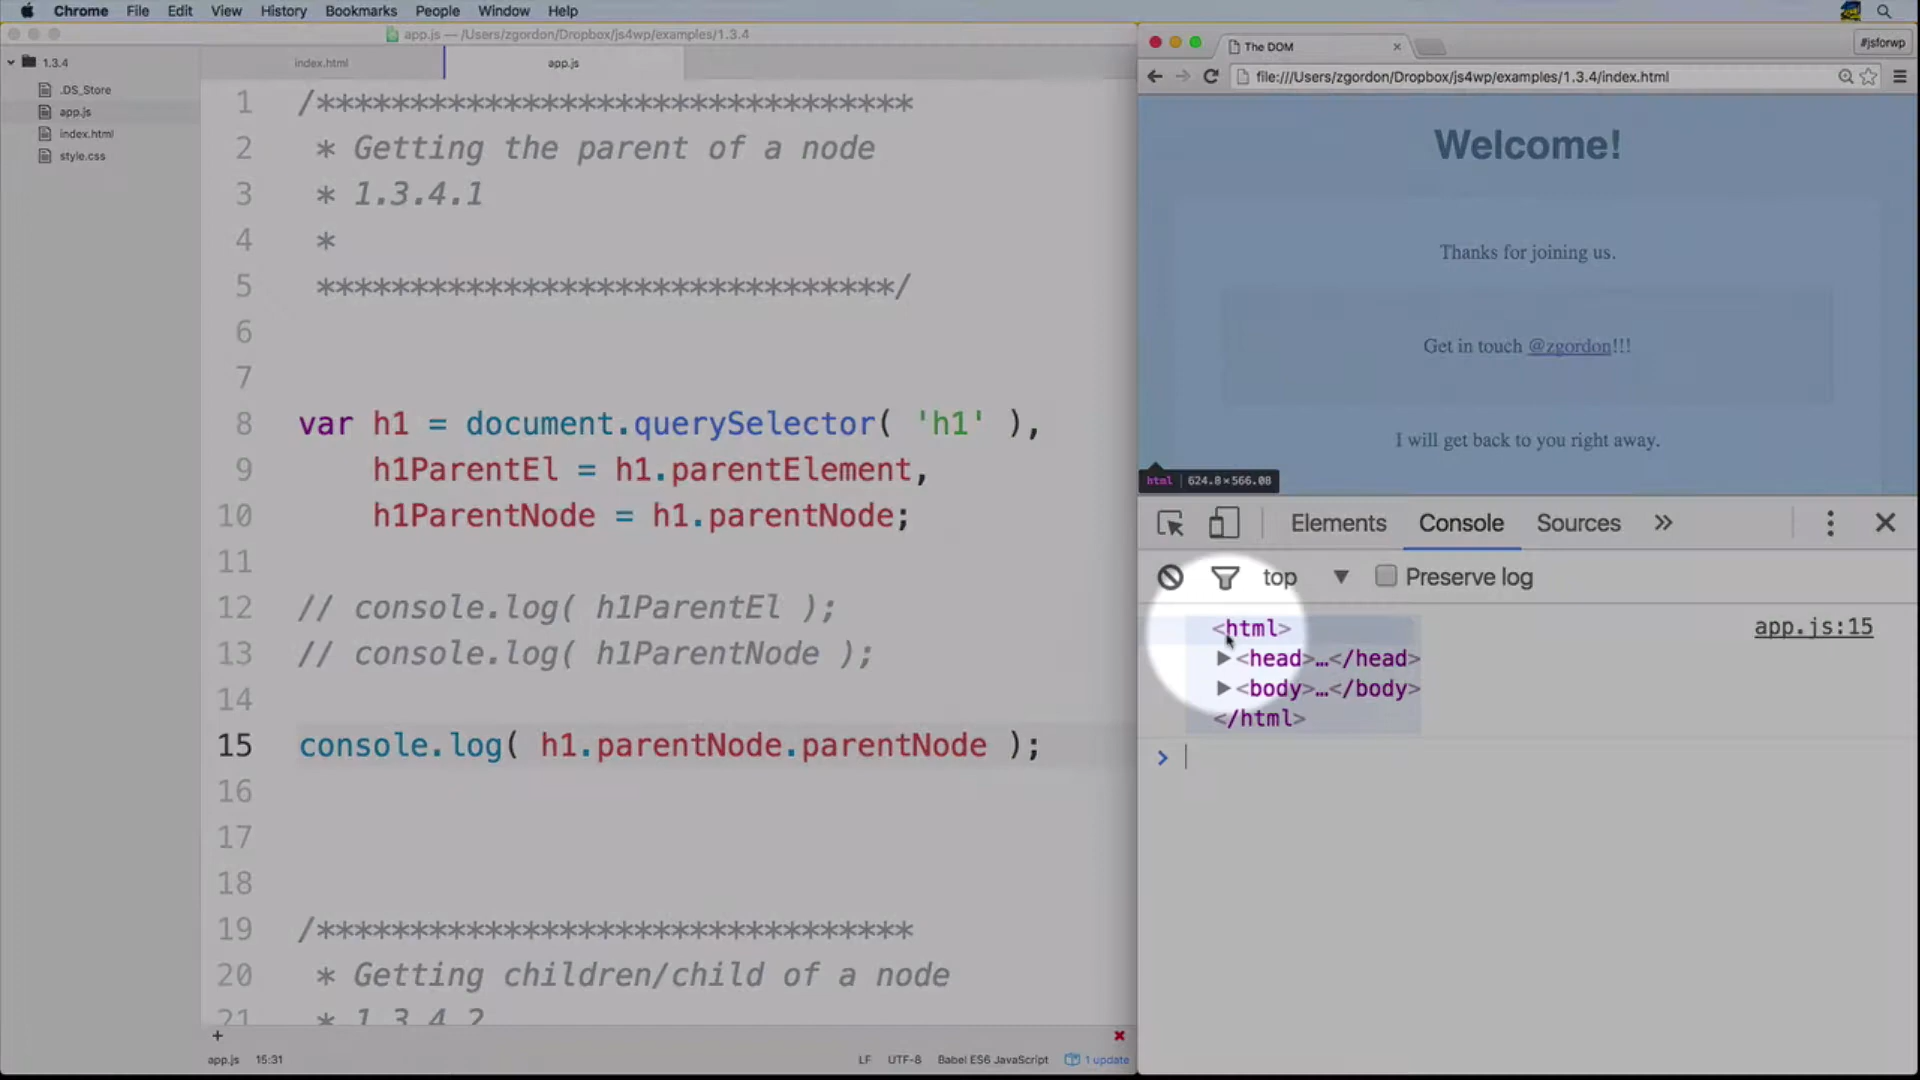 Chrome File Edit View History Bookmarks People Window Help
app.js — /Users/zgordon/Dropbox/js4wp/examples/1.3.4
1.3.4
.DS_Store
app.js
index.html
style.css
index.html
app.js
1 /********************************
2 * Getting the parent of a node
3 * 1.3.4.1
4 *
5 *******************************/
6
7
8 var h1 = document.querySelector( 'h1' ),
9 h1ParentEl = h1.parentElement,
10 h1ParentNode = h1.parentNode;
11
12 // console.log( h1ParentEl );
13 // console.log( h1ParentNode );
14
15 console.log( h1.parentNode.parentNode );
16
17
18
19 /********************************
20 * Getting children/child of a node
21 * 1.3.4.2
+
app.js 15:31 LF UTF-8 Babel ES6 JavaScript 1 update
The DOM
#jsforwp
file:///Users/zgordon/Dropbox/js4wp/examples/1.3.4/index.html
Welcome!
Thanks for joining us.
Get in touch @zgordon!!!
I will get back to you right away.
html | 624.8×566.08
Elements Console Sources »
top ▼ Preserve log
<html> app.js:15
▶<head>…</head>
▶<body>…</body>
</html>
>